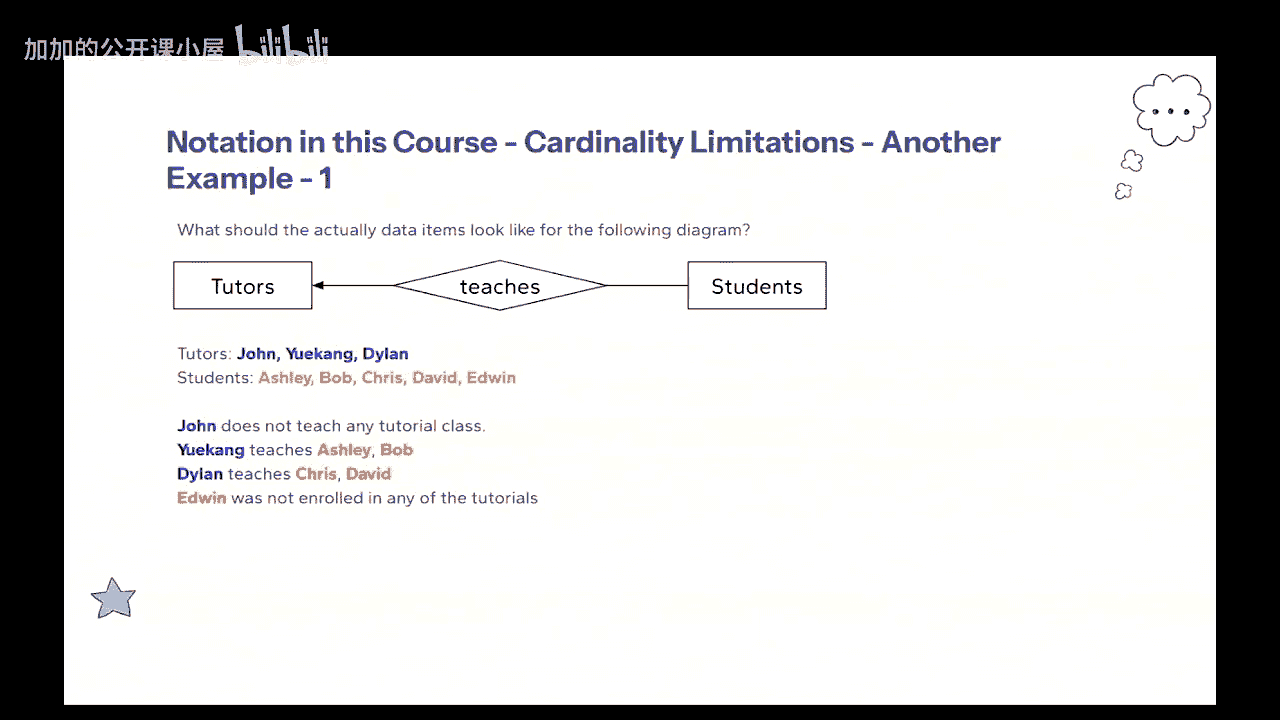 加加的公开课小屋 bilibili
Notation in this Course - Cardinality Limitations - Another
Example - 1
What should the actually data items look like for the following diagram?
Tutors teaches Students
Tutors: John, Yuekang, Dylan
Students: Ashley, Bob, Chris, David, Edwin
John does not teach any tutorial class.
Yuekang teaches Ashley, Bob
Dylan teaches Chris, David
Edwin was not enrolled in any of the tutorials